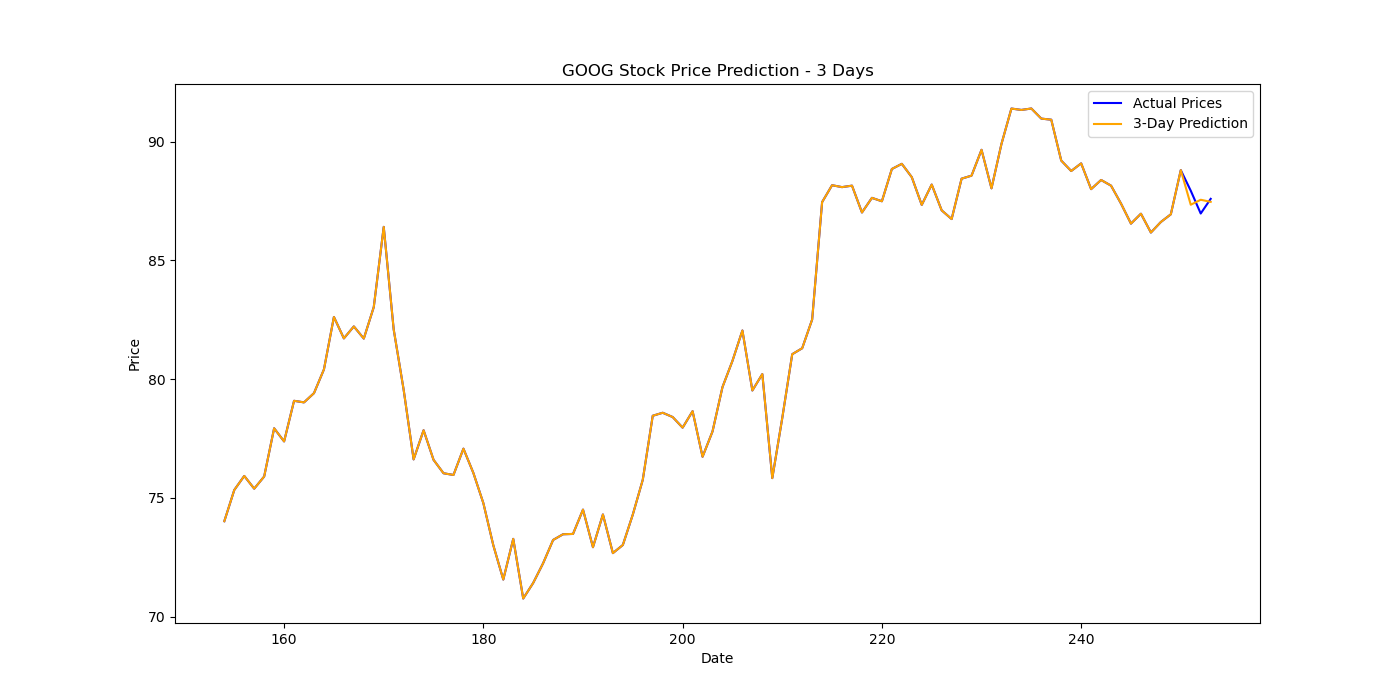 GOOG Stock Price Prediction - 3 Days
Actual Prices
3-Day Prediction
90
85
80
75
70
Price
160 180 200 220 240
Date